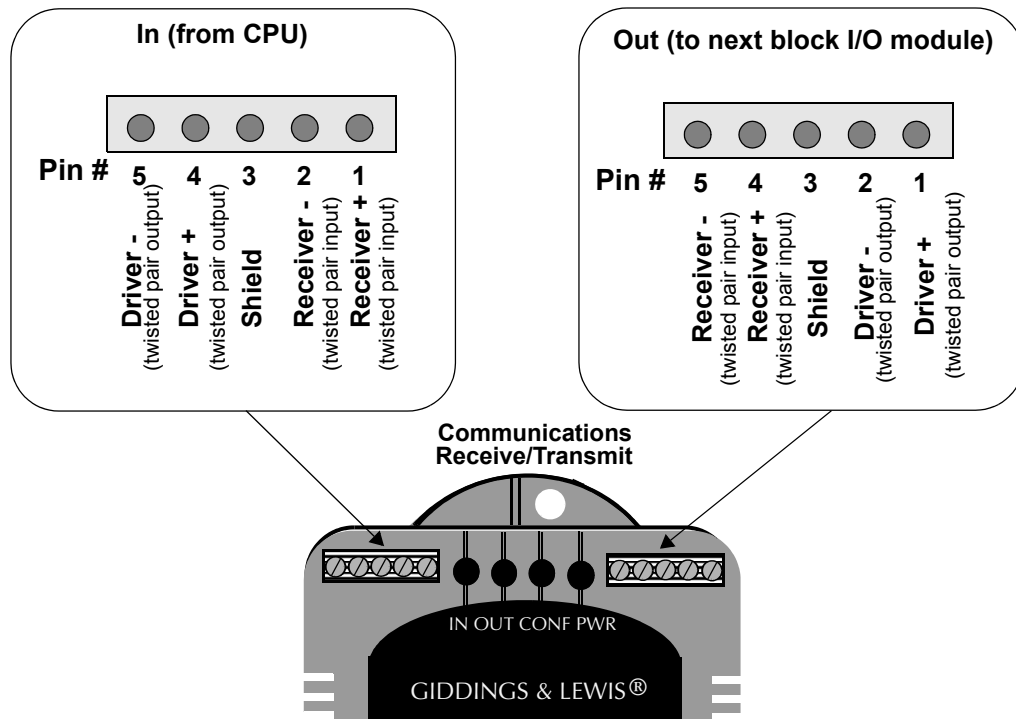 In (from CPU)
Pin # 5 4 3 2 1
Driver -
(twisted pair output)
Driver +
(twisted pair output)
Shield
Receiver -
(twisted pair input)
Receiver +
(twisted pair input)
Out (to next block I/O module)
Pin # 5 4 3 2 1
Receiver -
(twisted pair input)
Receiver +
(twisted pair input)
Shield
Driver -
(twisted pair output)
Driver +
(twisted pair output)
Communications
Receive/Transmit
IN OUT CONF PWR
GIDDINGS & LEWIS®